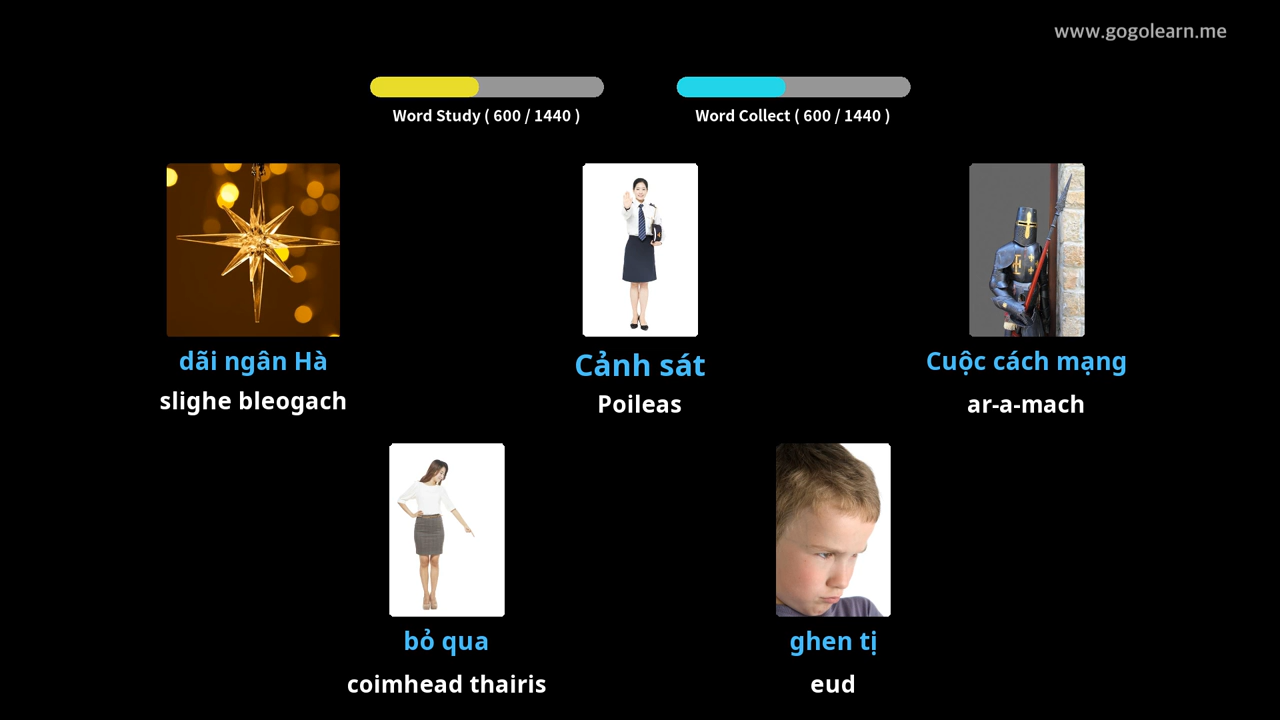 www.gogolearn.me
Word Study ( 600 / 1440 )
Word Collect ( 600 / 1440 )
dãi ngân Hà
slighe bleogach
Cảnh sát
Poileas
Cuộc cách mạng
ar-a-mach
bỏ qua
coimhead thairis
ghen tị
eud